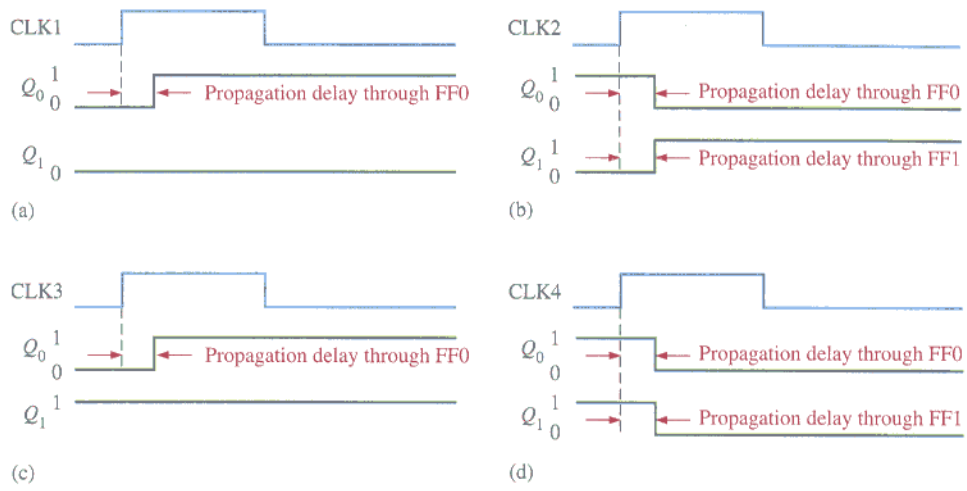 CLK1
Q0 1 0 Propagation delay through FF0
Q1 0
(a)
CLK2
Q0 1 0 Propagation delay through FF0
Q1 1 0 Propagation delay through FF1
(b)
CLK3
Q0 1 0 Propagation delay through FF0
Q1 1
(c)
CLK4
Q0 1 0 Propagation delay through FF0
Q1 1 0 Propagation delay through FF1
(d)